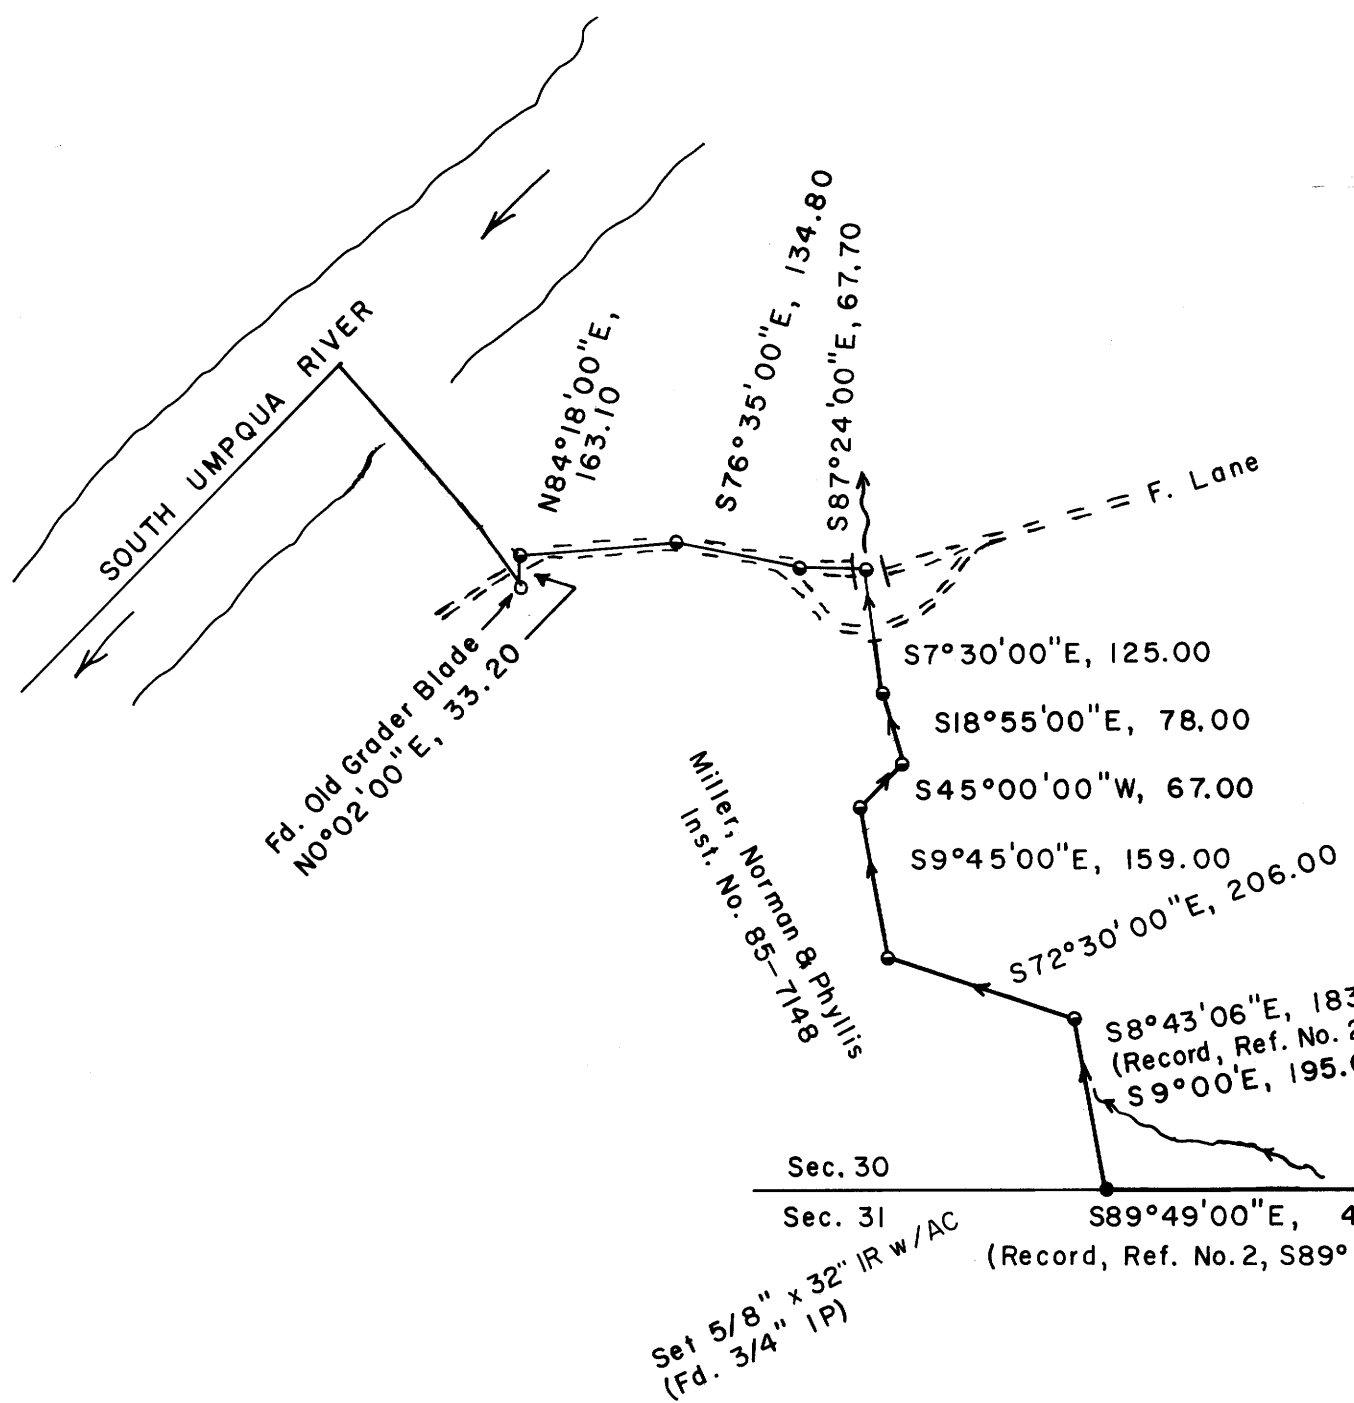 SOUTH UMPQUA RIVER
N84°18'00"E,
163.10
S76°35'00"E, 134.80
S87°24'00"E, 67.70
F. Lane
Fd. Old Grader Blade
N0°02'00"E, 33.20
S7°30'00"E, 125.00
S18°55'00"E, 78.00
S45°00'00"W, 67.00
S9°45'00"E, 159.00
S72°30'00"E, 206.00
Miller, Norman & Phyllis
Inst. No. 85-7148
S8°43'06"E, 183
(Record, Ref. No. 2
S9°00'E, 195.
Sec. 30
Sec. 31
S89°49'00"E, 4
(Record, Ref. No. 2, S89°
Set 5/8" x 32" IR w/AC
(Fd. 3/4" IP)